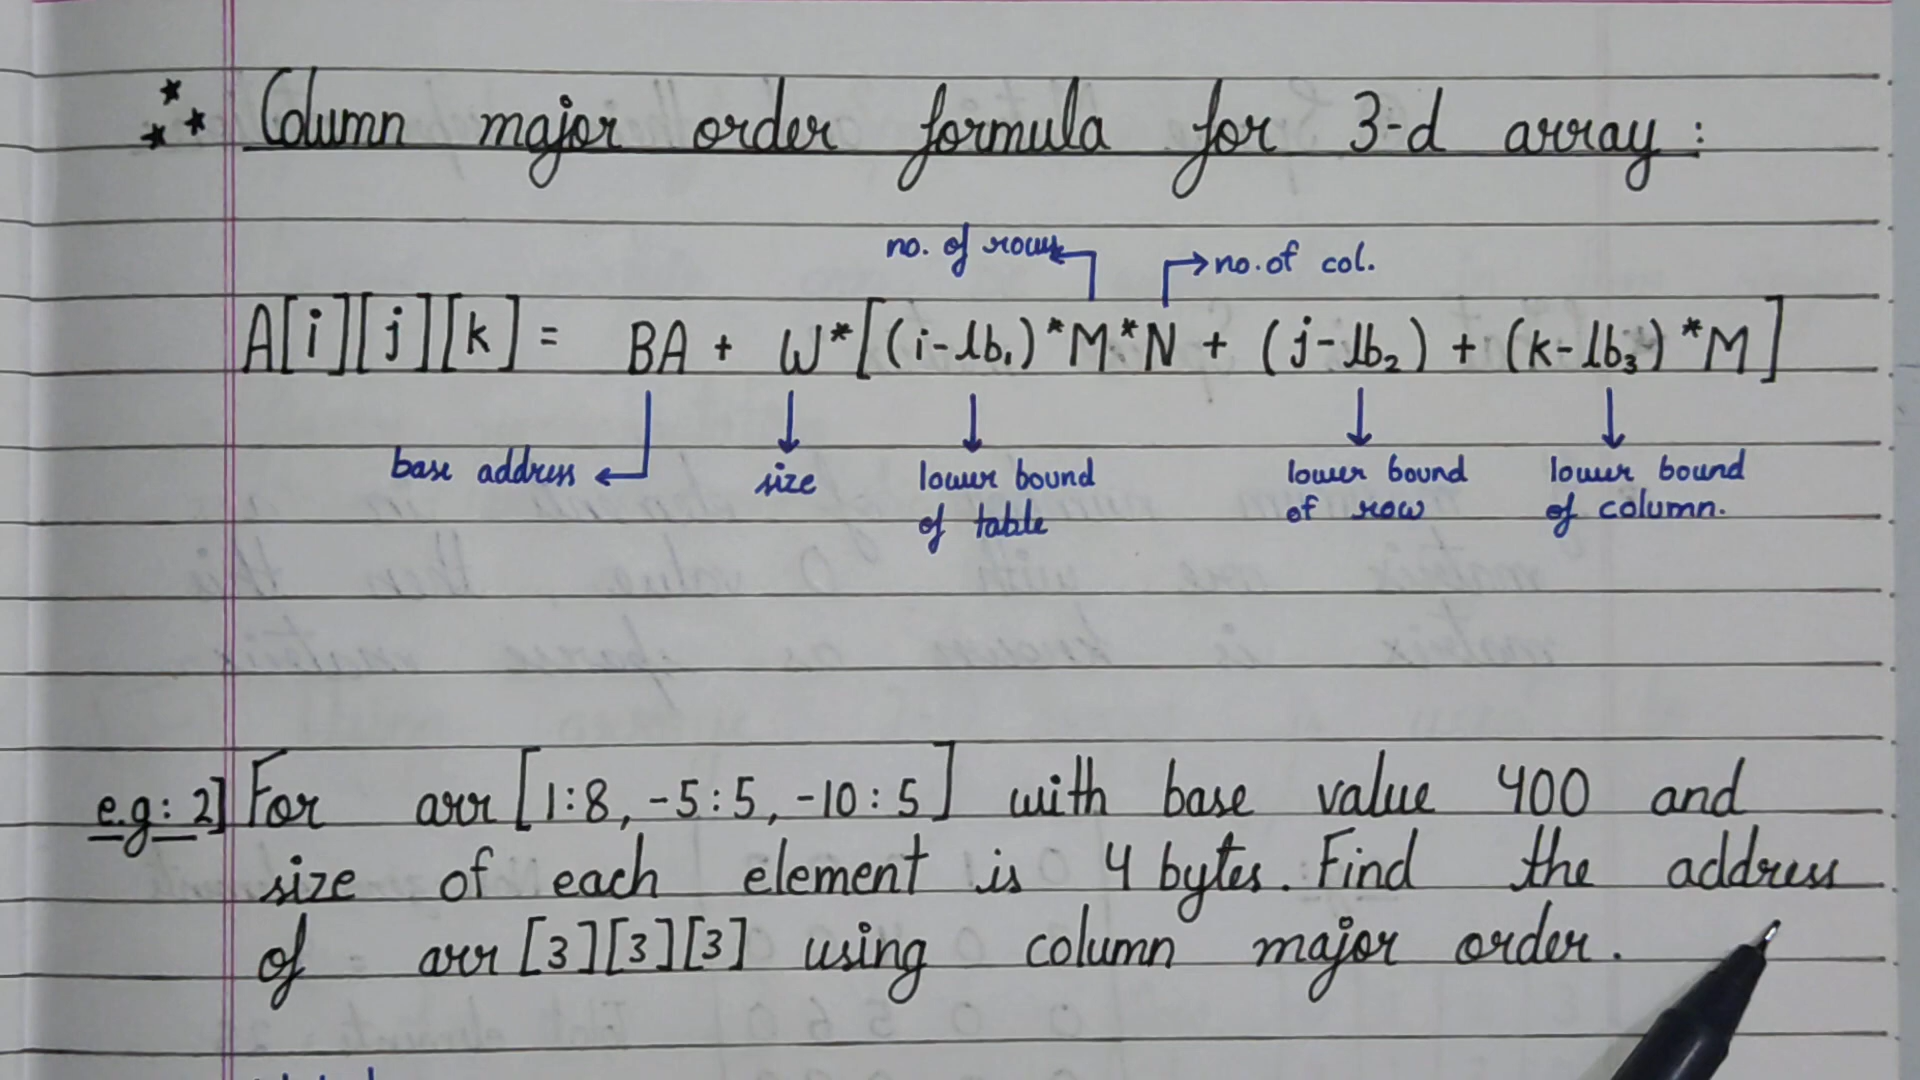 Column major order formula for 3-d array:
no. of rows
no. of col.
A[i][j][k] = BA + W*[(i-lb₁)*M*N + (j-lb₂) + (k-lb₃)*M]
base address
size
lower bound
of table
lower bound
of row
lower bound
of column.
e.g: 2] For arr [1:8, -5:5, -10:5] with base value 400 and
size of each element is 4 bytes. Find the address
of arr [3][3][3] using column major order.